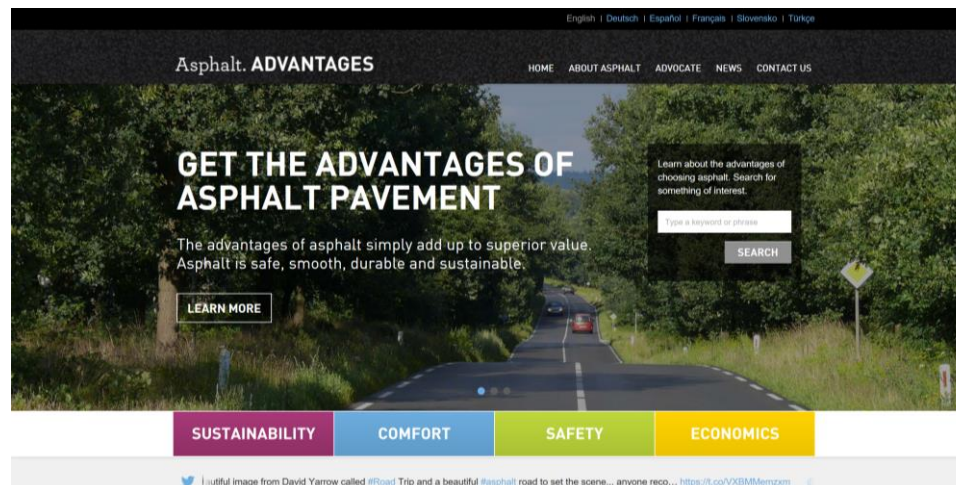 English | Deutsch | Español | Français | Slovensko | Türkçe
Asphalt. ADVANTAGES
HOME ABOUT ASPHALT ADVOCATE NEWS CONTACT US
GET THE ADVANTAGES OF
ASPHALT PAVEMENT
The advantages of asphalt simply add up to superior value.
Asphalt is safe, smooth, durable and sustainable.
LEARN MORE
Learn about the advantages of
choosing asphalt. Search for
something of interest.
Type a keyword or phrase
SEARCH
SUSTAINABILITY COMFORT SAFETY ECONOMICS
image from David Yarrow called #Road Trip and a beautiful #asphalt road to set the scene... anyone reco…